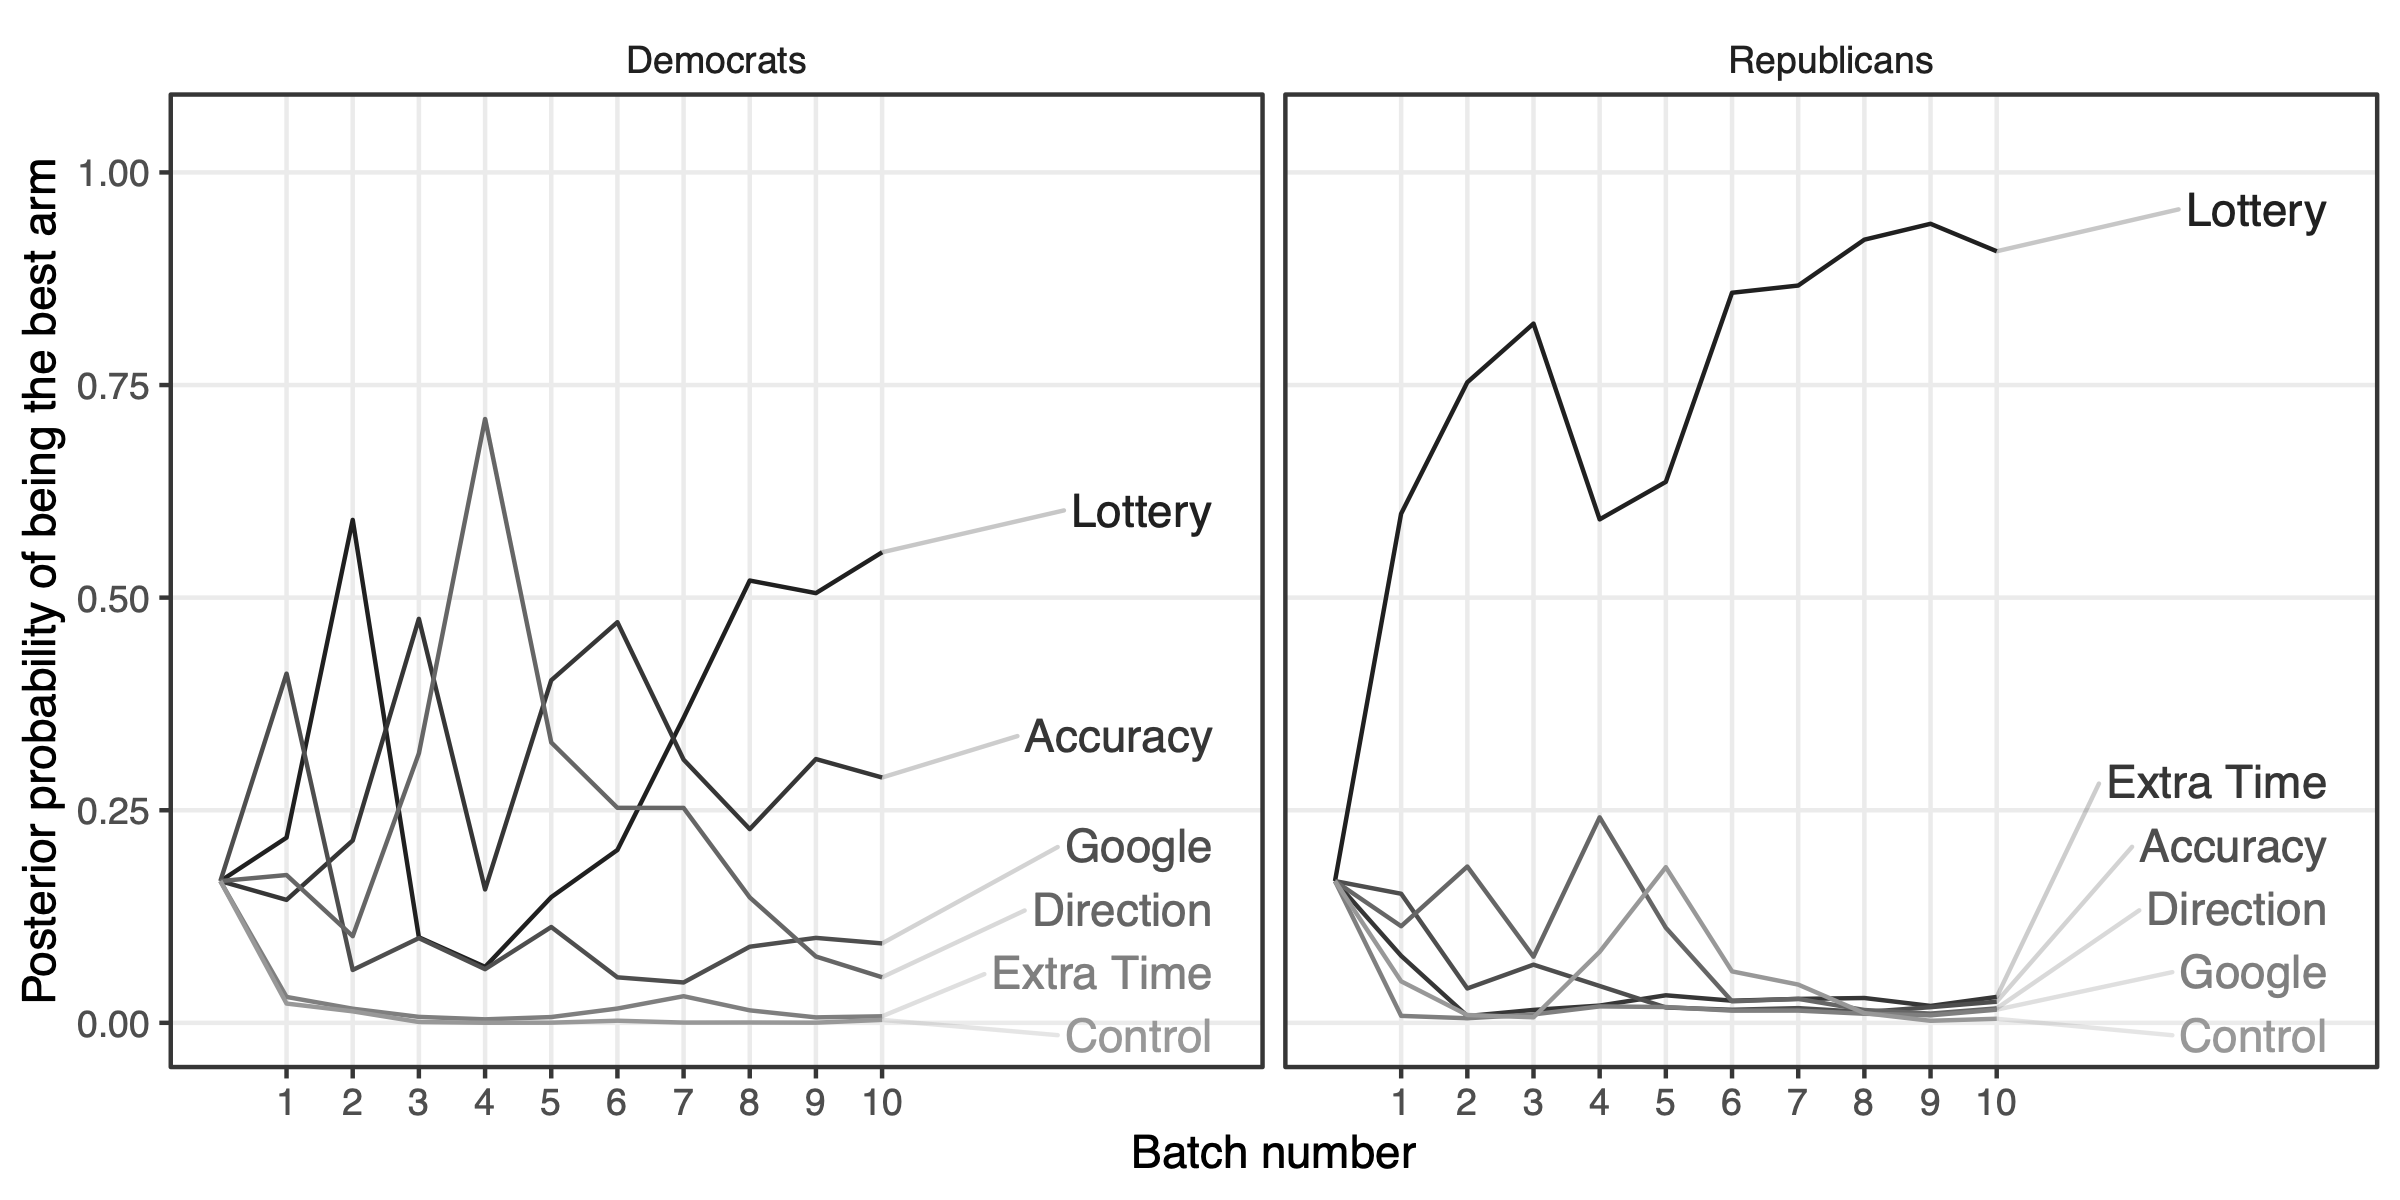 Democrats
Republicans
Posterior probability of being the best arm
1.00
0.75
0.50
0.25
0.00
Lottery
Accuracy
Google
Direction
Extra Time
Control
Lottery
Extra Time
Accuracy
Direction
Google
Control
1 2 3 4 5 6 7 8 9 10
1 2 3 4 5 6 7 8 9 10
Batch number